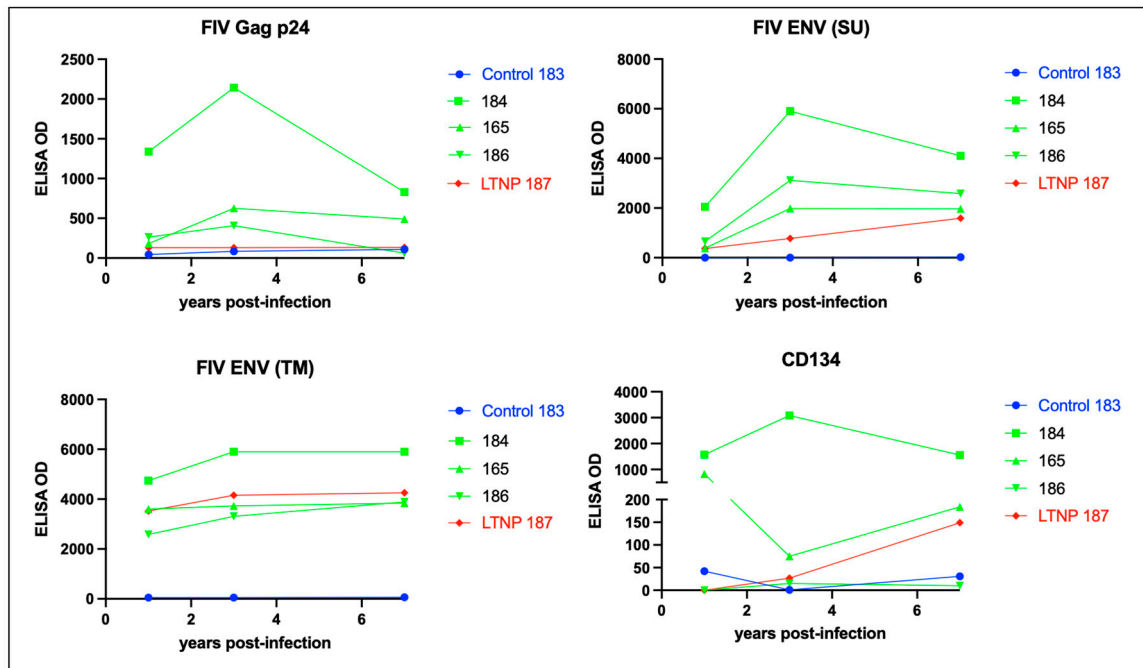 FIV Gag p24
ELISA OD
2500
2000
1500
1000
500
0
0 2 4 6
years post-infection
Control 183
184
165
186
LTNP 187
FIV ENV (SU)
ELISA OD
8000
6000
4000
2000
0
0 2 4 6
years post-infection
Control 183
184
165
186
LTNP 187
FIV ENV (TM)
ELISA OD
8000
6000
4000
2000
0
0 2 4 6
years post-infection
Control 183
184
165
186
LTNP 187
CD134
ELISA OD
4000
3000
2000
1000
200
150
100
50
0
0 2 4 6
years post-infection
Control 183
184
165
186
LTNP 187